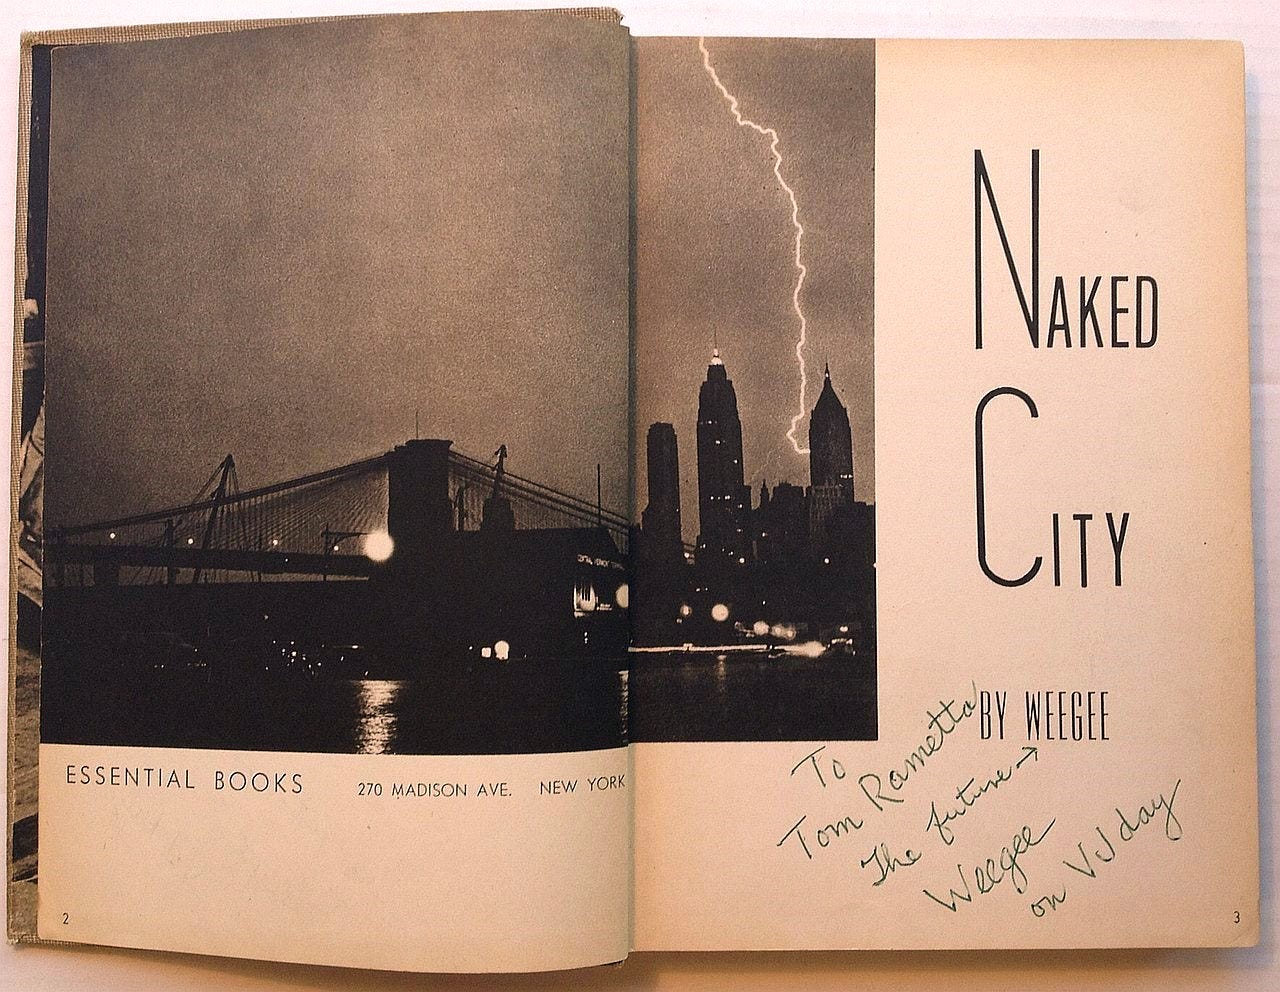 ESSENTIAL BOOKS 270 MADISON AVE. NEW YORK
2
NAKED
CITY
BY WEEGEE
To
Tom Rametta
The future →
Weegee
on VJ day
3